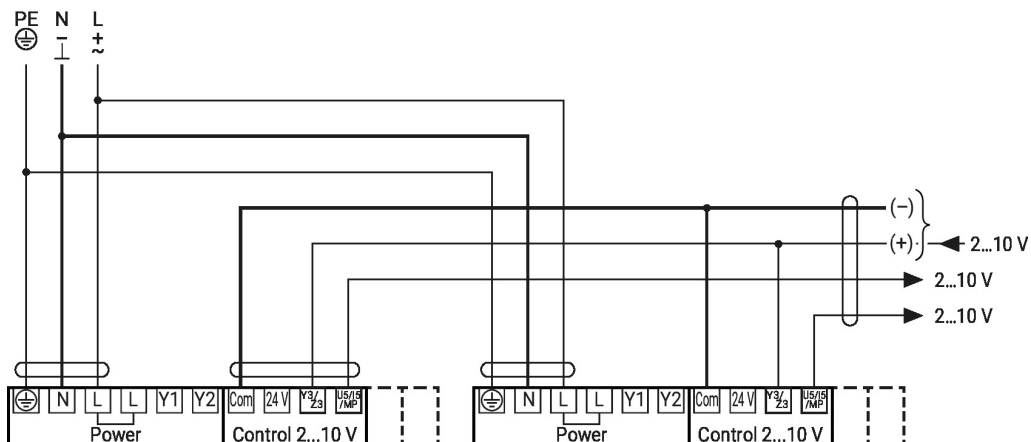 PE N L
⏚ − +
⊥ ~
(−)
(+) 2...10 V
2...10 V
2...10 V
N L L Y1 Y2 Com 24 V Y3/Z3 U5/I5/MP N L L Y1 Y2 Com 24 V Y3/Z3 U5/I5/MP
Power Control 2...10 V Power Control 2...10 V